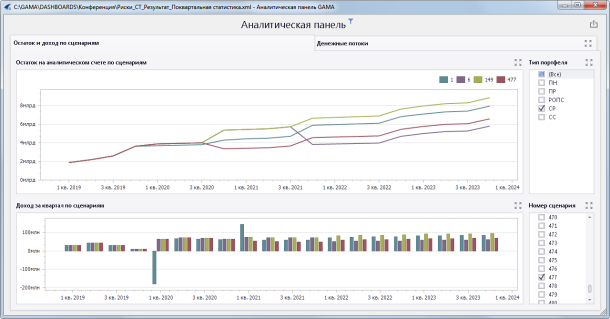 C:\GAMA\DASHBOARDS\Конференция\Риски_СТ_Результат_Поквартальная статистика.xml - Аналитическая панель GAMA
Аналитическая панель
Остаток и доход по сценариям
Денежные потоки
Остаток на аналитическом счете по сценариям
1 6 149 477
8млрд
6млрд
4млрд
2млрд
0млрд
1 кв. 2019 3 кв. 2019 1 кв. 2020 3 кв. 2020 1 кв. 2021 3 кв. 2021 1 кв. 2022 3 кв. 2022 1 кв. 2023 3 кв. 2023 1 кв. 2024
Тип портфеля
(Все)
ПН
ПР
РОПС
СР
СС
Доход за квартал по сценариям
100млн
0млн
-100млн
-200млн
1 кв. 2019 3 кв. 2019 1 кв. 2020 3 кв. 2020 1 кв. 2021 3 кв. 2021 1 кв. 2022 3 кв. 2022 1 кв. 2023 3 кв. 2023 1 кв. 2024
Номер сценария
470
471
472
473
474
475
476
477
478
479